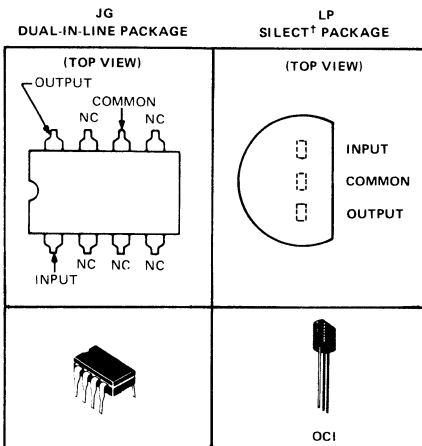 JG
DUAL-IN-LINE PACKAGE
(TOP VIEW)
OUTPUT
COMMON
NC
NC
INPUT
NC
NC
NC
LP
SILECT† PACKAGE
(TOP VIEW)
INPUT
COMMON
OUTPUT
OCI